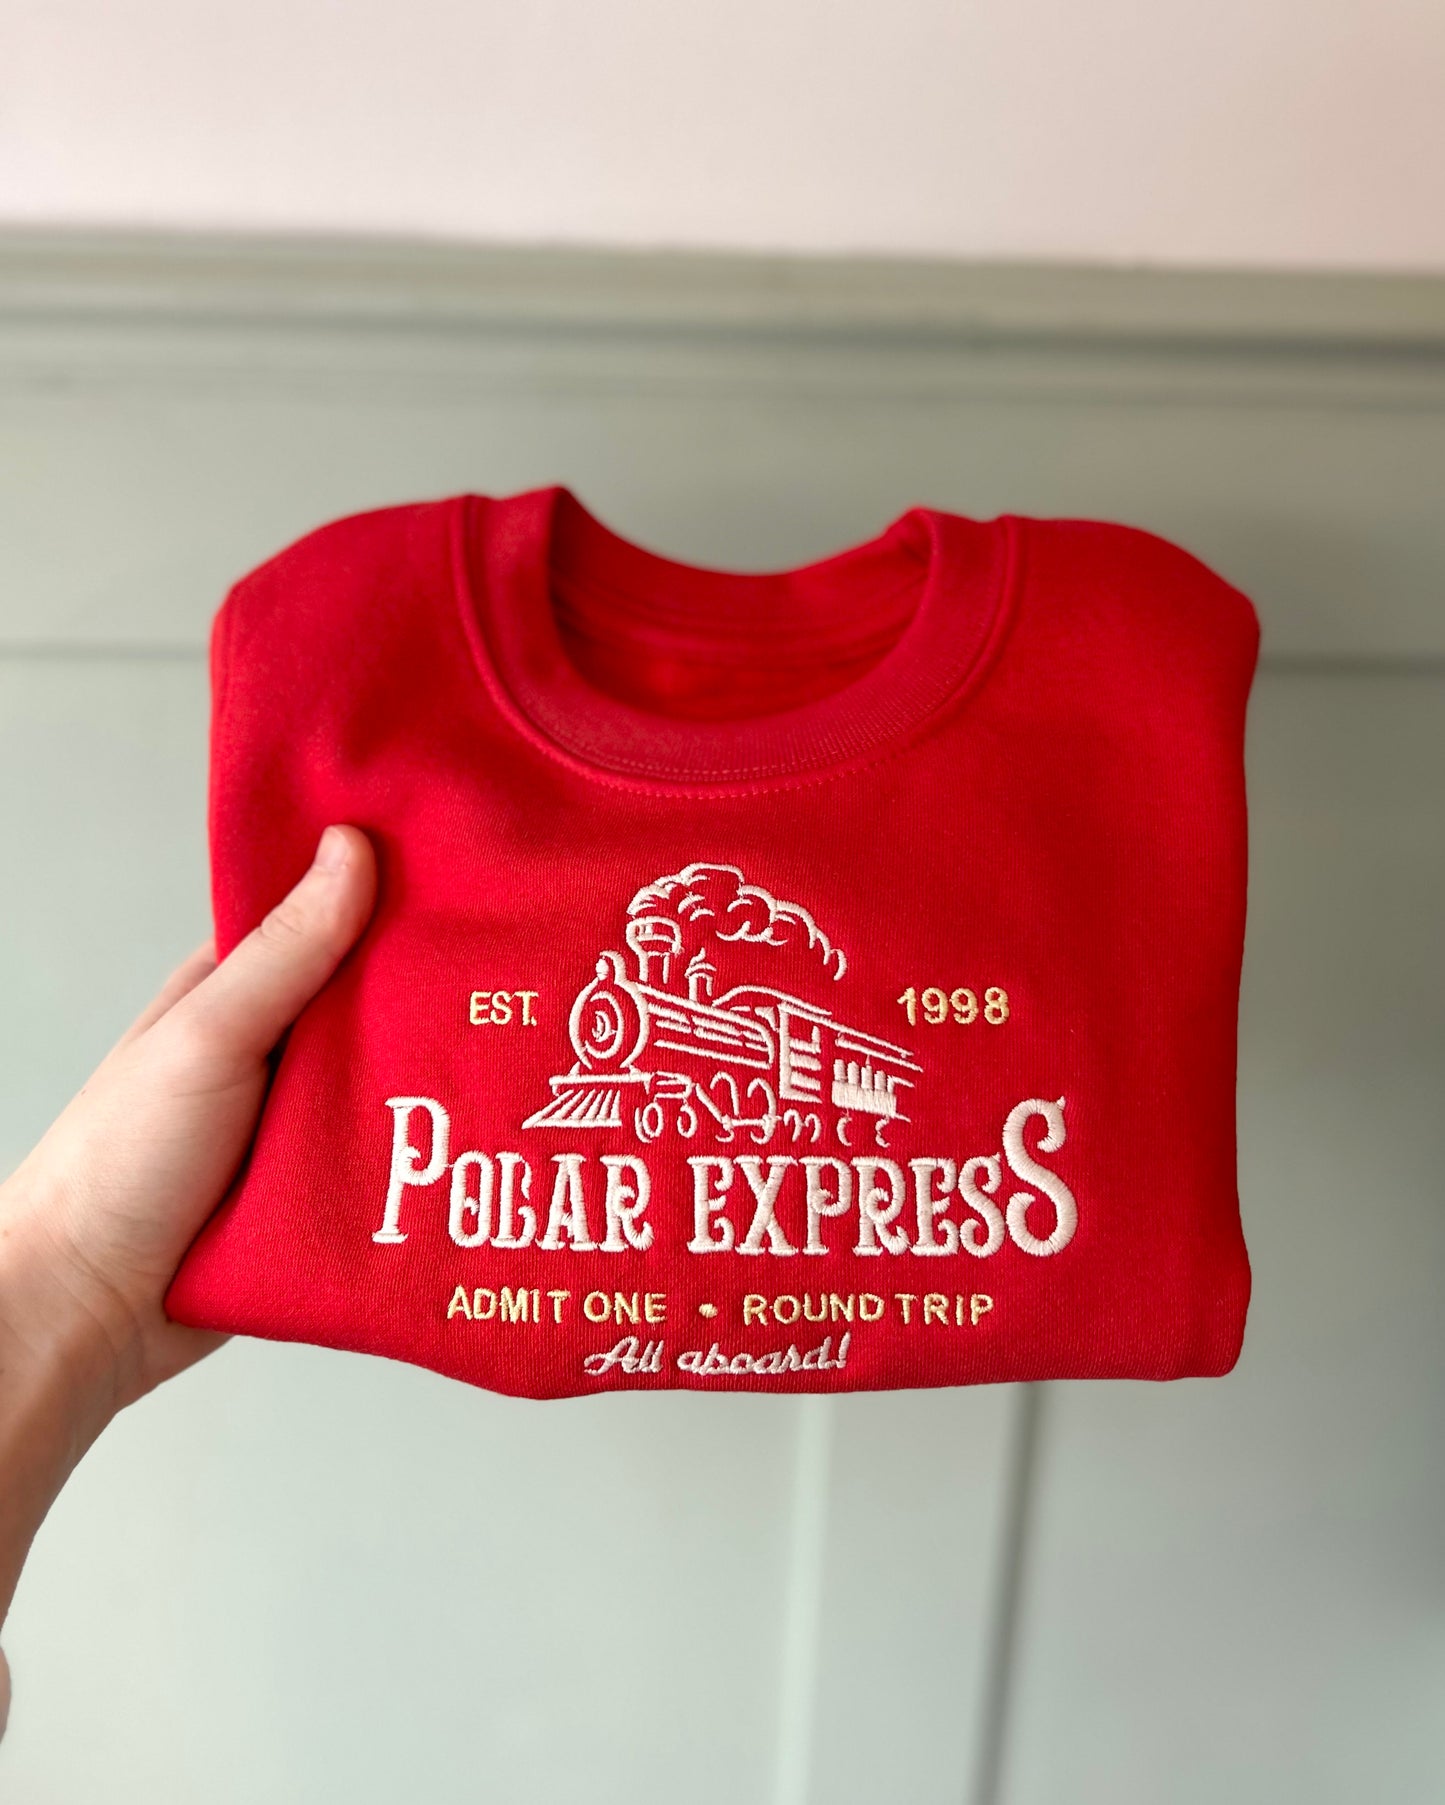 EST. 1998
POLAR EXPRESS
ADMIT ONE • ROUND TRIP
All aboard!